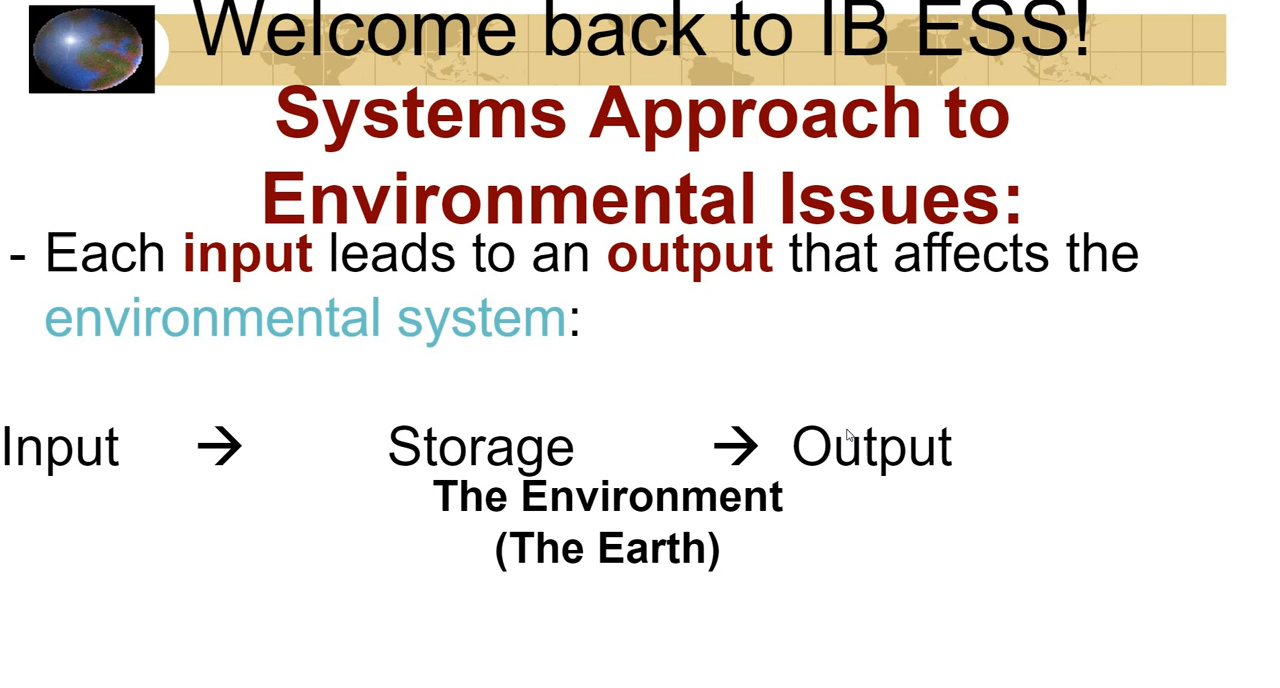 Welcome back to IB ESS!
Systems Approach to
Environmental Issues:
- Each input leads to an output that affects the
environmental system:
Input → Storage → Output
The Environment
(The Earth)